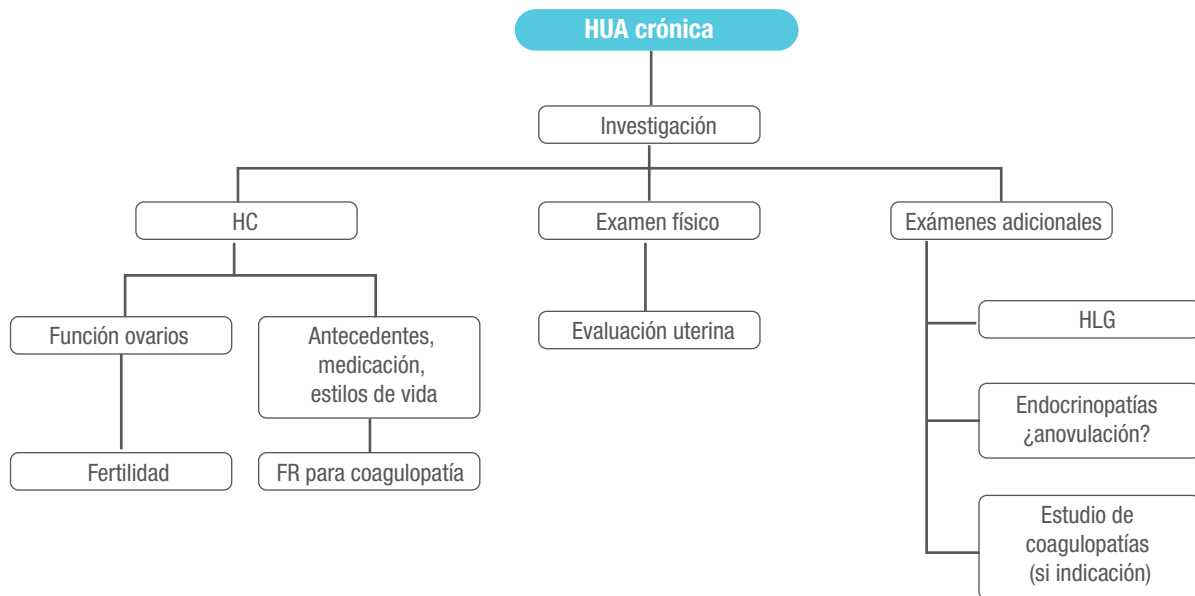 HUA crónica
Investigación
HC
Examen físico
Exámenes adicionales
Función ovarios
Antecedentes,
medicación,
estilos de vida
Evaluación uterina
HLG
Endocrinopatías
¿anovulación?
Fertilidad
FR para coagulopatía
Estudio de
coagulopatías
(si indicación)